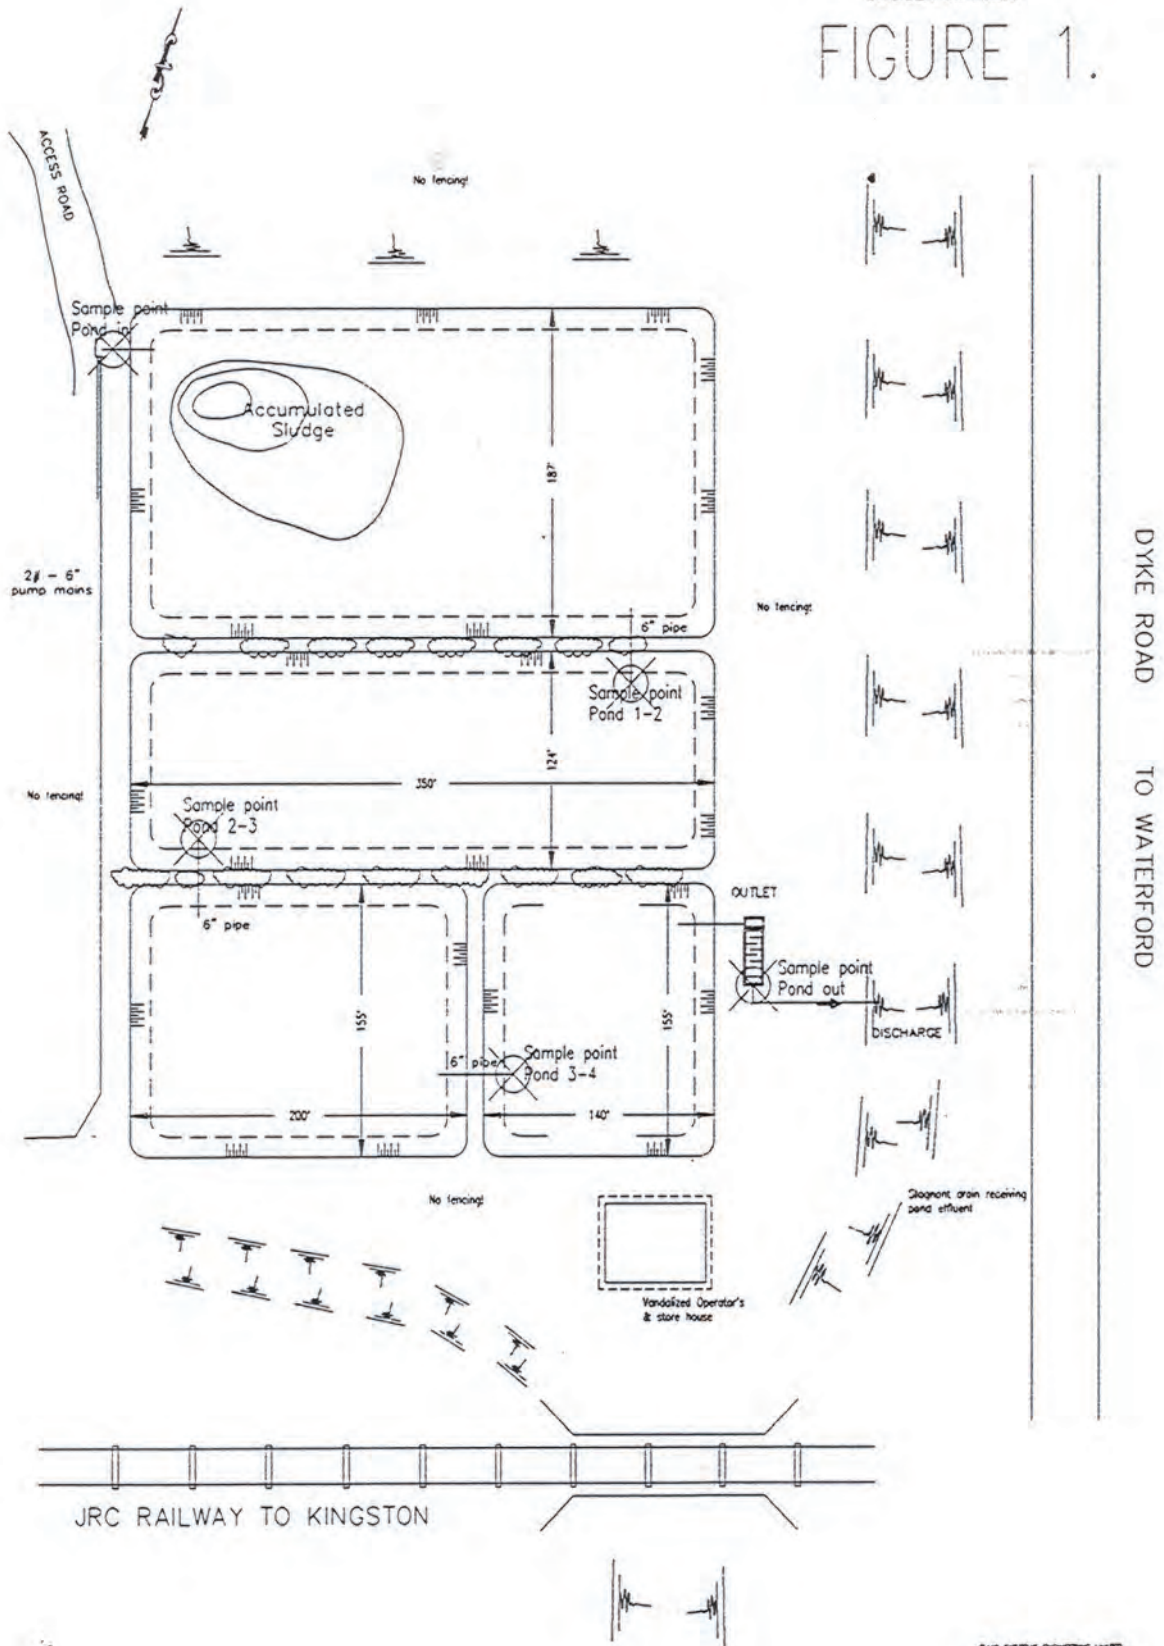 FIGURE 1.
ACCESS ROAD
No fencing!
Sample point
Pond in
Accumulated
Sludge
187'
2# - 6"
pump mains
No fencing!
6" pipe
Sample point
Pond 1-2
124'
350'
No fencing!
Sample point
Pond 2-3
6" pipe
OUTLET
Sample point
Pond out
DISCHARGE
155'
155'
6" pipe
Sample point
Pond 3-4
200'
140'
No fencing!
Stagnant drain receiving
pond effluent
Vandalized Operator's
& store house
DYKE ROAD TO WATERFORD
JRC RAILWAY TO KINGSTON